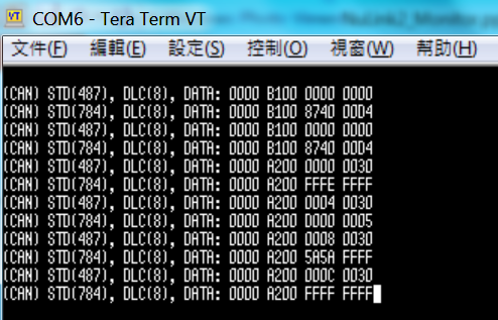 COM6 - Tera Term VT
文件(F) 編輯(E) 設定(S) 控制(O) 視窗(W) 幫助(H)
(CAN) STD(487), DLC(8), DATA: 0000 B100 0000 0000
(CAN) STD(784), DLC(8), DATA: 0000 B100 8740 00D4
(CAN) STD(487), DLC(8), DATA: 0000 B100 0000 0000
(CAN) STD(784), DLC(8), DATA: 0000 B100 8740 00D4
(CAN) STD(487), DLC(8), DATA: 0000 A200 0000 0030
(CAN) STD(784), DLC(8), DATA: 0000 A200 FFFE FFFF
(CAN) STD(487), DLC(8), DATA: 0000 A200 0004 0030
(CAN) STD(784), DLC(8), DATA: 0000 A200 D000 0005
(CAN) STD(487), DLC(8), DATA: 0000 A200 0008 0030
(CAN) STD(784), DLC(8), DATA: 0000 A200 5A5A FFFF
(CAN) STD(487), DLC(8), DATA: 0000 A200 000C 0030
(CAN) STD(784), DLC(8), DATA: 0000 A200 FFFF FFFF